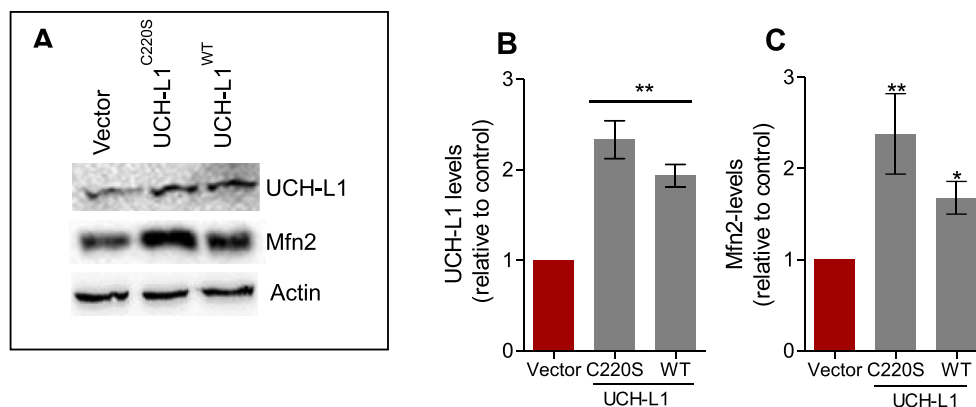 A
Vector
UCH-L1 C220S
UCH-L1 WT
UCH-L1
Mfn2
Actin
B
UCH-L1 levels
(relative to control)
3
2
1
0
**
Vector C220S WT
UCH-L1
C
Mfn2-levels
(relative to control)
3
2
1
0
**
*
Vector C220S WT
UCH-L1